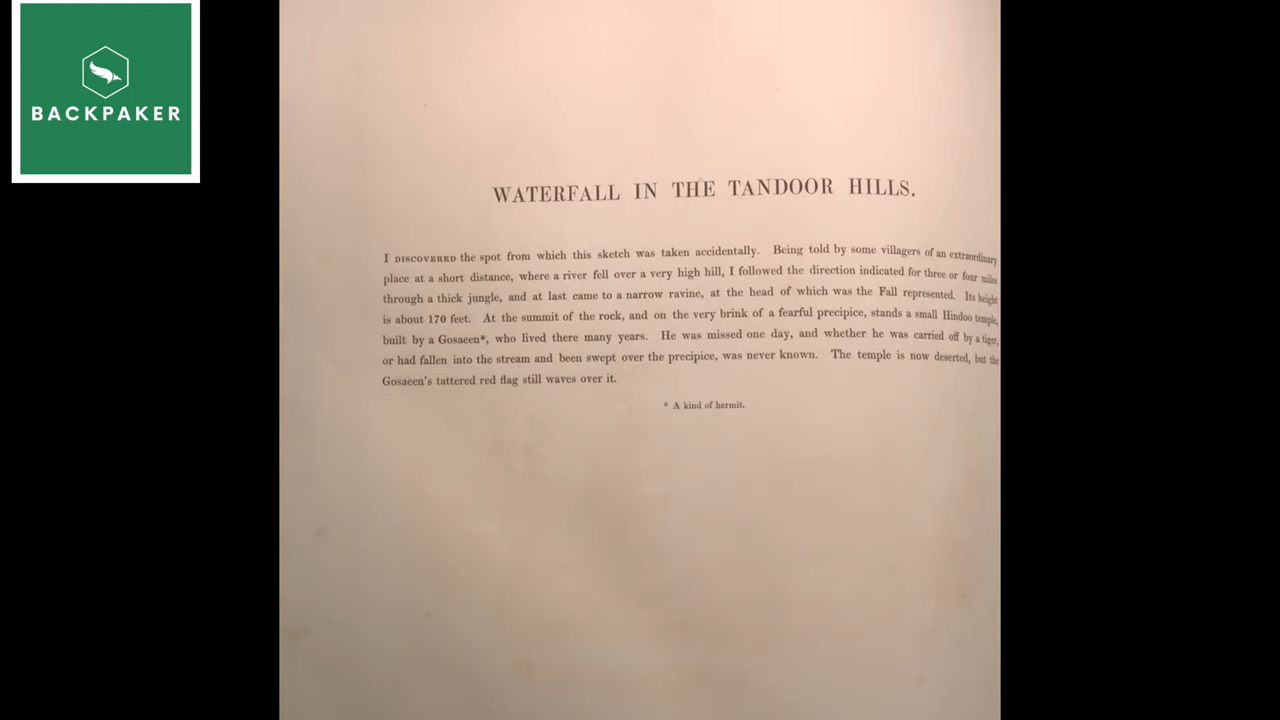 BACKPAKER
WATERFALL IN THE TANDOOR HILLS.
I DISCOVERED the spot from which this sketch was taken accidentally. Being told by some villagers of an extraordinary
place at a short distance, where a river fell over a very high hill, I followed the direction indicated for three or four miles
through a thick jungle, and at last came to a narrow ravine, at the head of which was the Fall represented. Its height
is about 170 feet. At the summit of the rock, and on the very brink of a fearful precipice, stands a small Hindoo temple,
built by a Gosaeen*, who lived there many years. He was missed one day, and whether he was carried off by a tiger,
or had fallen into the stream and been swept over the precipice, was never known. The temple is now deserted, but the
Gosaeen's tattered red flag still waves over it.
* A kind of hermit.